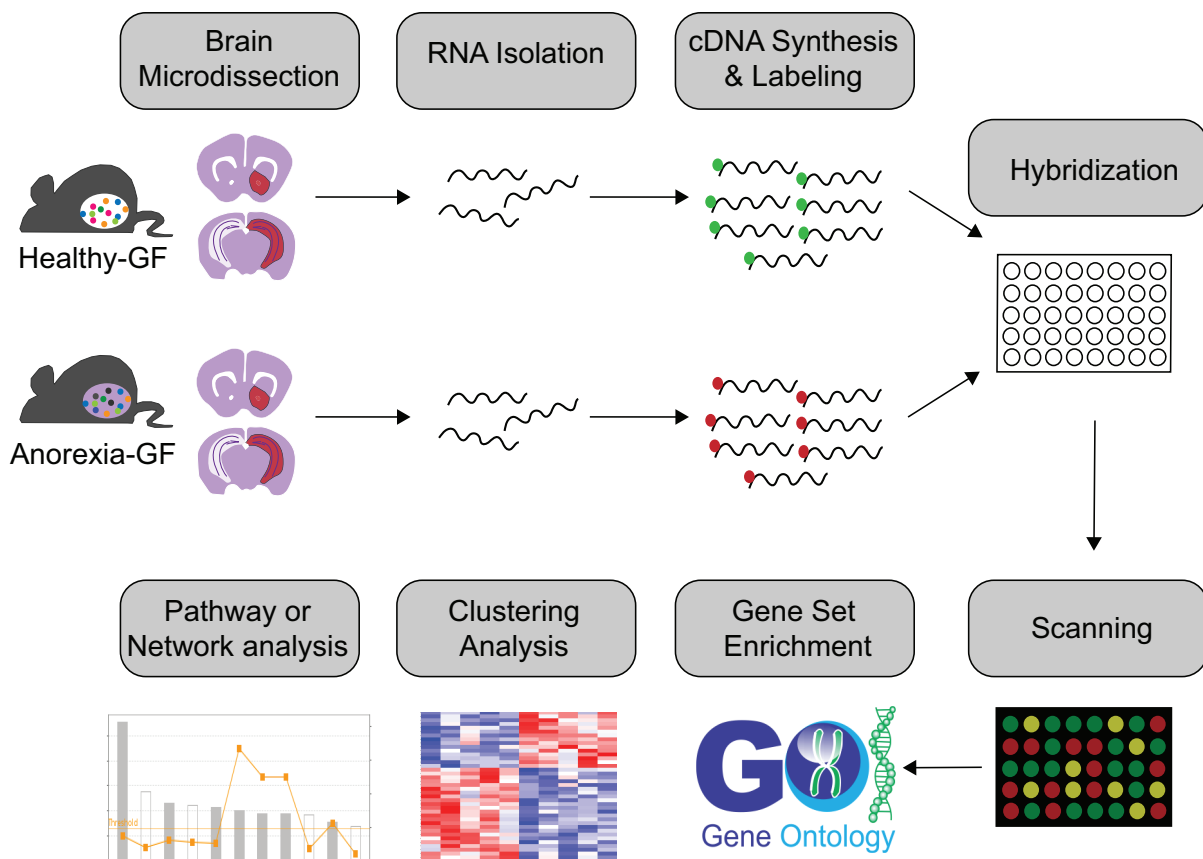 Brain
Microdissection
RNA Isolation
cDNA Synthesis
& Labeling
Hybridization
Healthy-GF
Anorexia-GF
Pathway or
Network analysis
Clustering
Analysis
Gene Set
Enrichment
Scanning
Threshold
GO
Gene Ontology